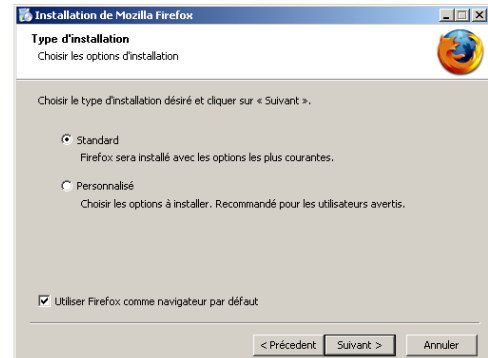 Installation de Mozilla Firefox
Type d'installation
Choisir les options d'installation
Choisir le type d'installation désiré et cliquer sur « Suivant ».
Standard
Firefox sera installé avec les options les plus courantes.
Personnalisé
Choisir les options à installer. Recommandé pour les utilisateurs avertis.
Utiliser Firefox comme navigateur par défaut
< Précedent Suivant > Annuler